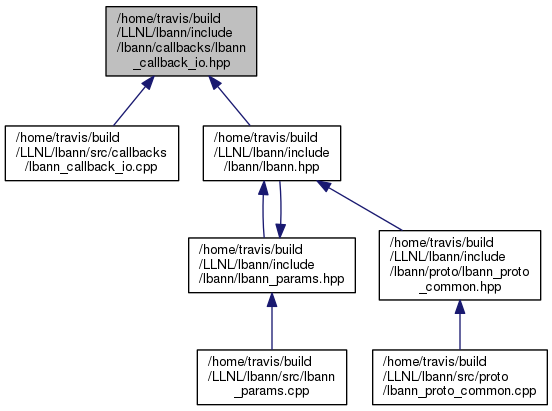 /home/travis/build
/LLNL/lbann/include
/lbann/callbacks/lbann
_callback_io.hpp
/home/travis/build
/LLNL/lbann/src/callbacks
/lbann_callback_io.cpp
/home/travis/build
/LLNL/lbann/include
/lbann/lbann.hpp
/home/travis/build
/LLNL/lbann/include
/lbann/lbann_params.hpp
/home/travis/build
/LLNL/lbann/include
/lbann/proto/lbann_proto
_common.hpp
/home/travis/build
/LLNL/lbann/src/lbann
_params.cpp
/home/travis/build
/LLNL/lbann/src/proto
/lbann_proto_common.cpp